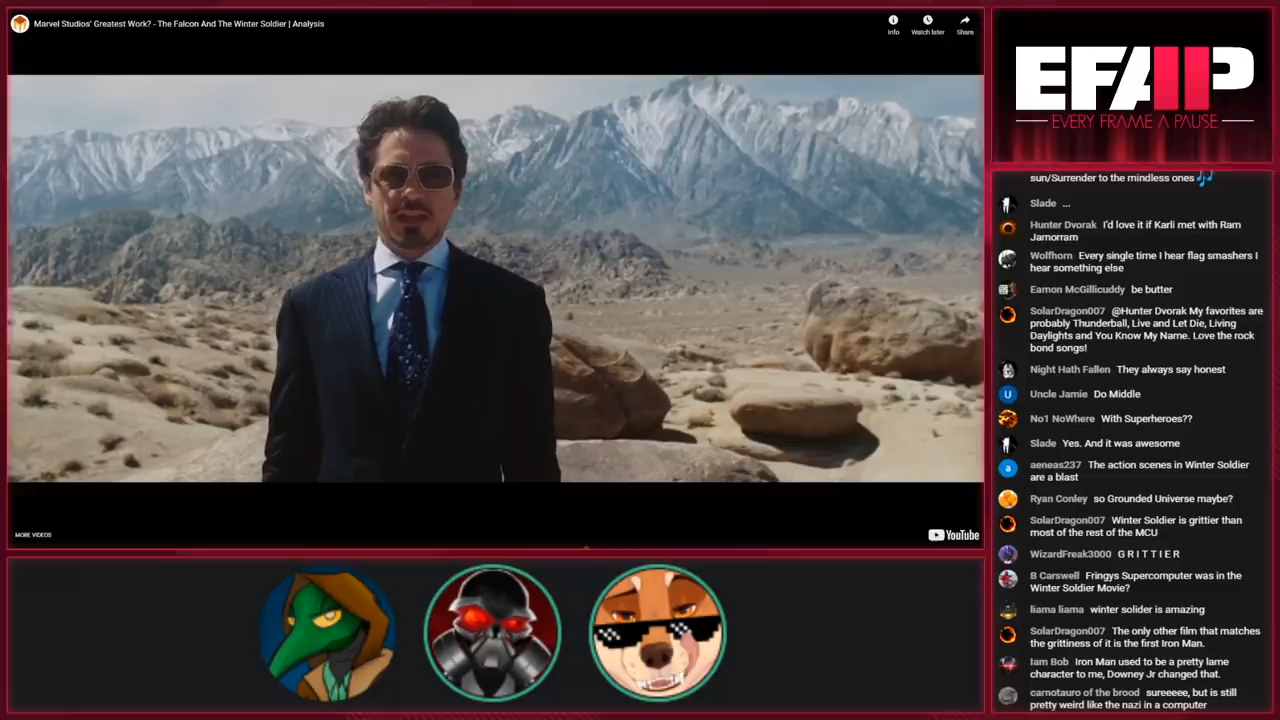 Marvel Studios' Greatest Work? - The Falcon And The Winter Soldier | Analysis
Info
Watch later
Share
MORE VIDEOS
YouTube
EFAP
EVERY FRAME A PAUSE
sun/Surrender to the mindless ones 🎶
Slade ...
Hunter Dvorak I'd love it if Karli met with Ram
Jamorram
Wolfhorn Every single time I hear flag smashers I
hear something else
Eamon McGillicuddy be butter
SolarDragon007 @Hunter Dvorak My favorites are
probably Thunderball, Live and Let Die, Living
Daylights and You Know My Name. Love the rock
bond songs!
Night Hath Fallen They always say honest
U
Uncle Jamie Do Middle
No1 NoWhere With Superheroes??
Slade Yes. And it was awesome
a
aeneas237 The action scenes in Winter Soldier
are a blast
Ryan Conley so Grounded Universe maybe?
SolarDragon007 Winter Soldier is grittier than
most of the rest of the MCU
WizardFreak3000 G R I T T I E R
B Carswell Fringys Supercomputer was in the
Winter Soldier Movie?
liama liama winter solider is amazing
SolarDragon007 The only other film that matches
the grittiness of it is the first Iron Man.
Iam Bob Iron Man used to be a pretty lame
character to me, Downey Jr changed that.
carnotauro of the brood sureeeee, but is still
pretty weird like the nazi in a computer